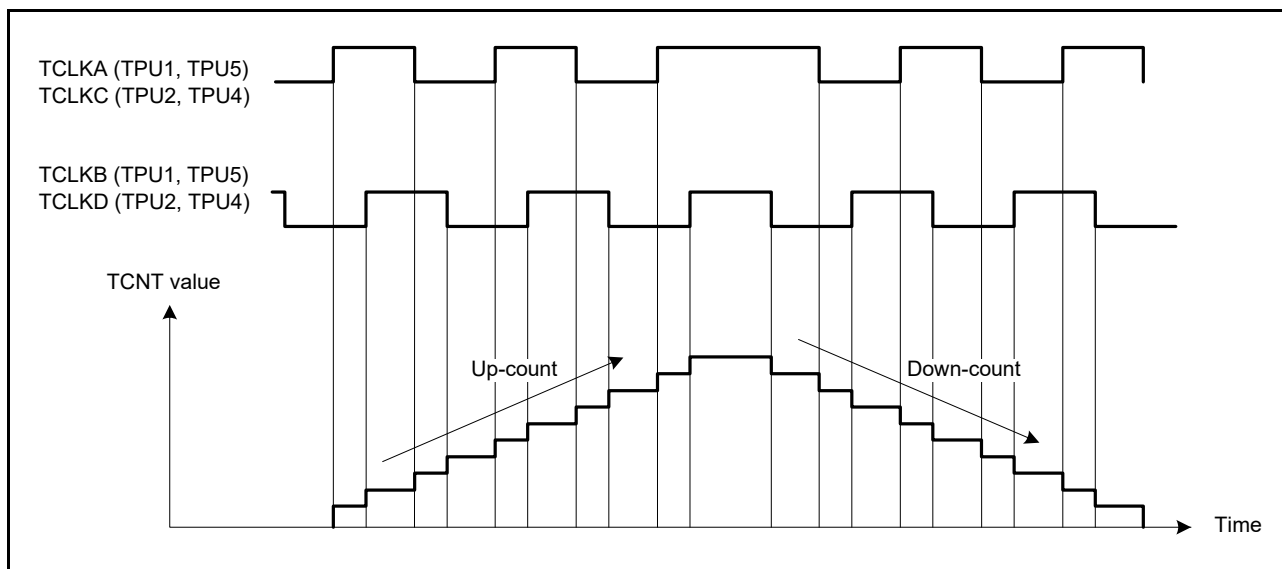 TCLKA (TPU1, TPU5)
TCLKC (TPU2, TPU4)
TCLKB (TPU1, TPU5)
TCLKD (TPU2, TPU4)
TCNT value
Up-count
Down-count
Time